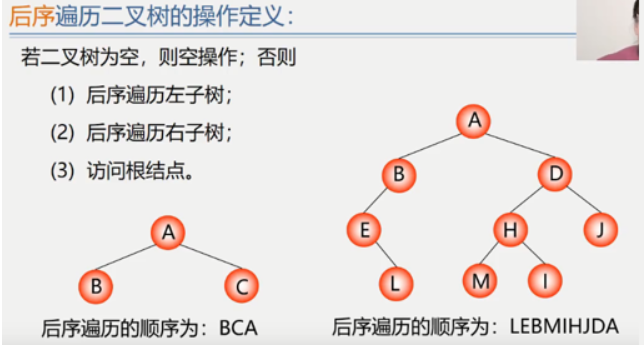 后序遍历二叉树的操作定义：
若二叉树为空，则空操作；否则
(1) 后序遍历左子树；
(2) 后序遍历右子树；
(3) 访问根结点。
A
B
C
后序遍历的顺序为：BCA
A
B
D
E
H
J
L
M
I
后序遍历的顺序为：LEBMIHJDA